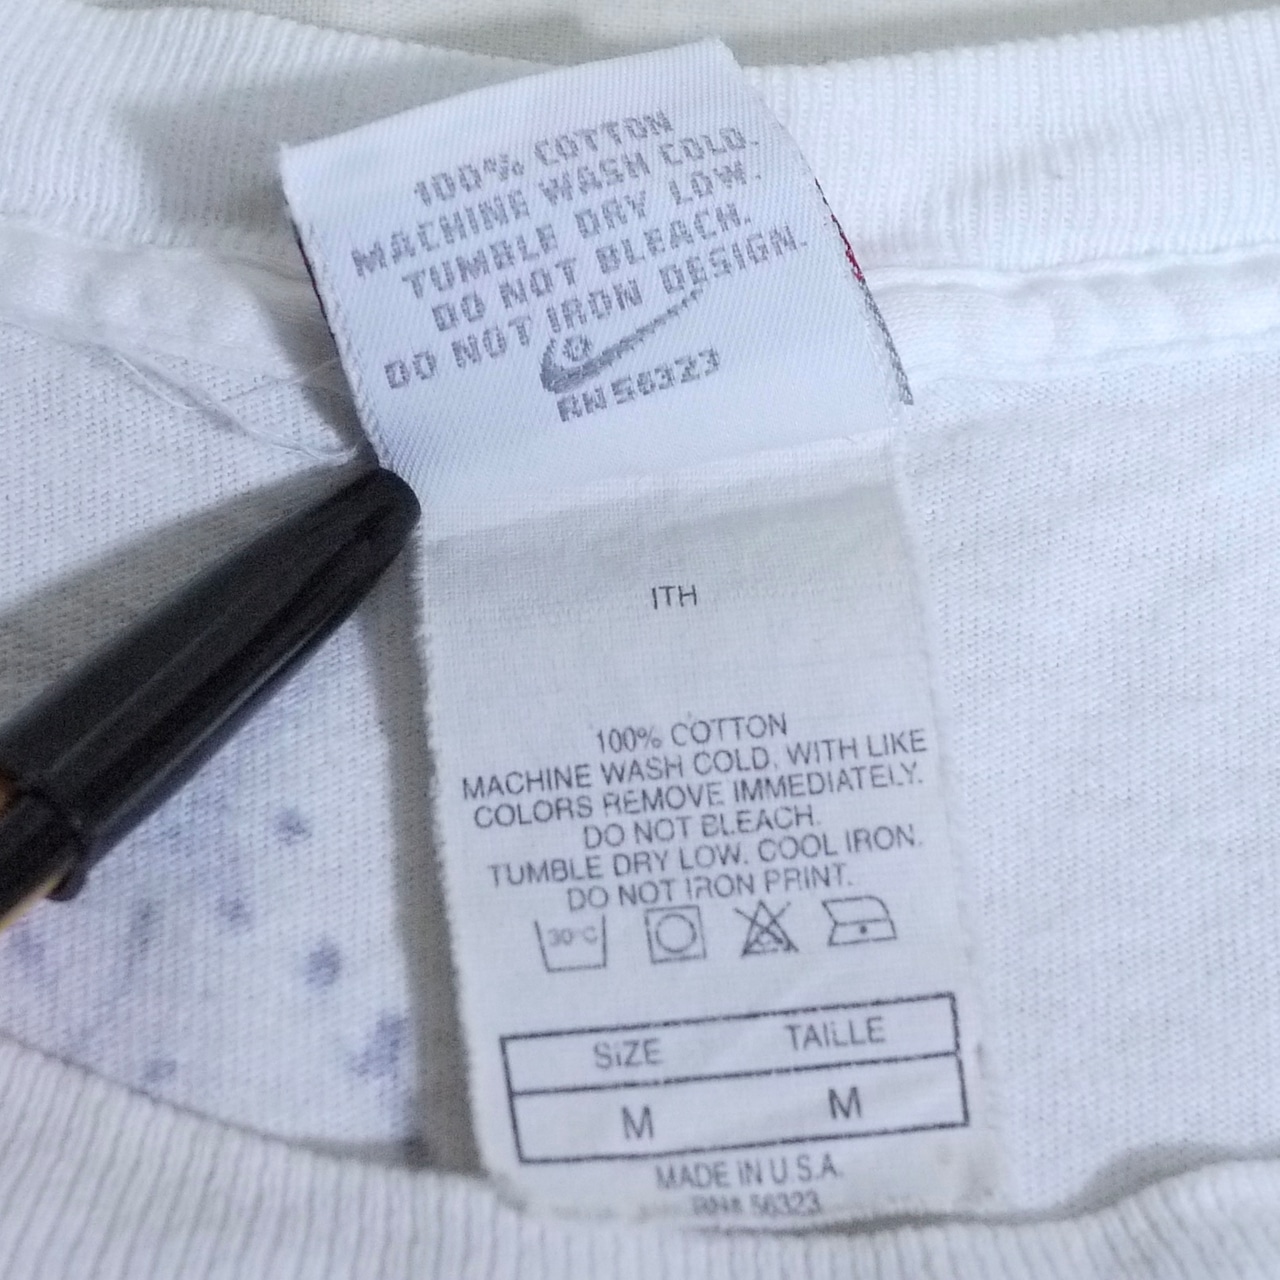 100% COTTON
MACHINE WASH COLD.
TUMBLE DRY LOW.
DO NOT BLEACH.
DO NOT IRON DESIGN.
RN 56323
ITH
100% COTTON
MACHINE WASH COLD, WITH LIKE
COLORS REMOVE IMMEDIATELY.
DO NOT BLEACH.
TUMBLE DRY LOW. COOL IRON.
DO NOT IRON PRINT.
30°C
SIZE TAILLE
M M
MADE IN U.S.A.
RN# 56323